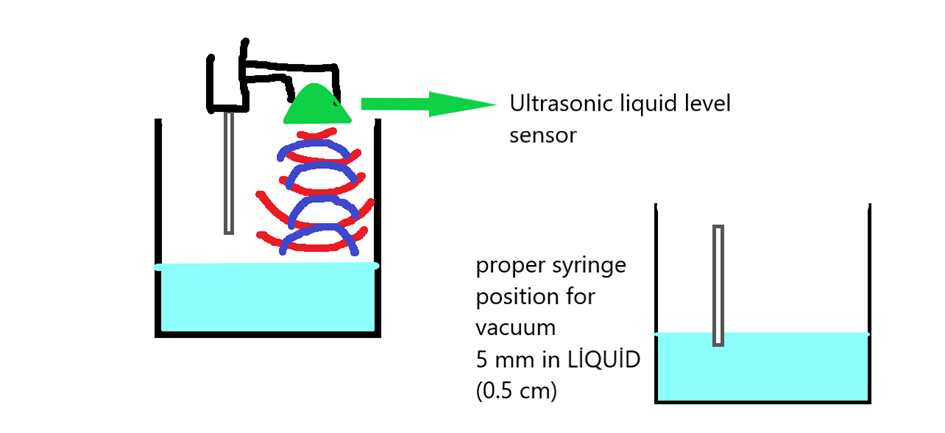 Ultrasonic liquid level
sensor
proper syringe
position for
vacuum
5 mm in LİQUİD
(0.5 cm)